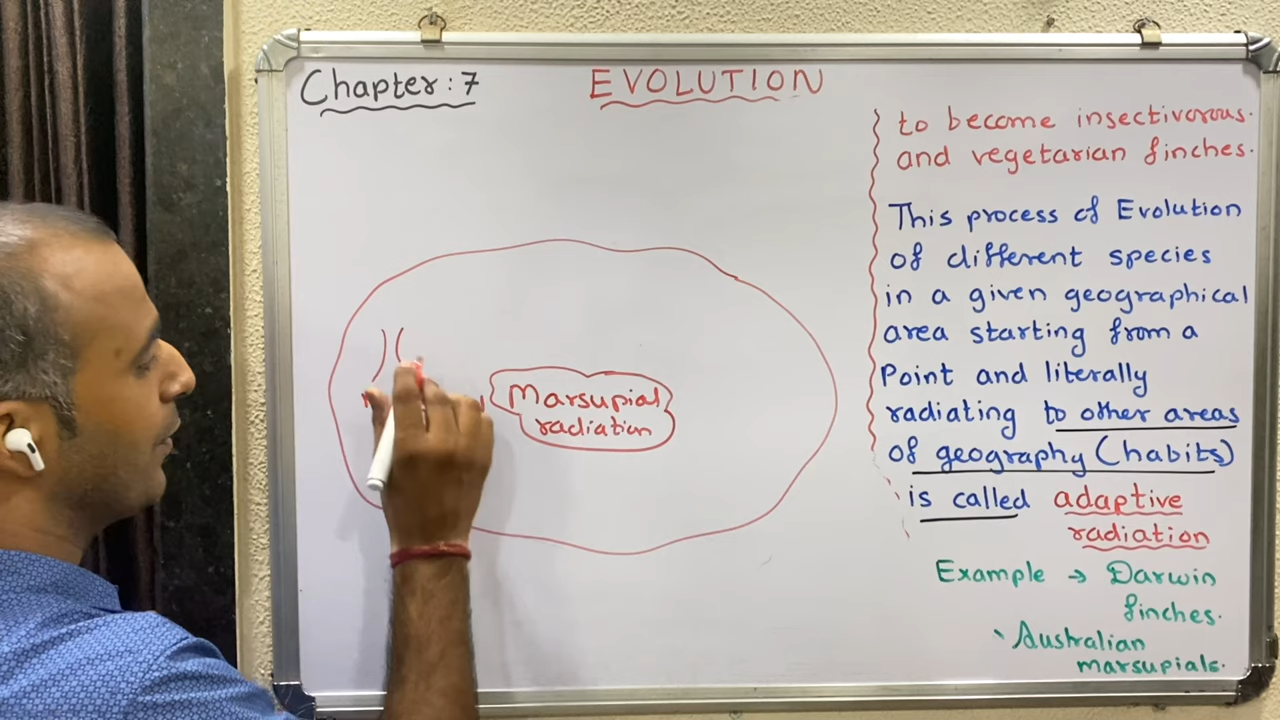 Chapter: 7
EVOLUTION
to become insectivorous.
and vegetarian finches.
This process of Evolution
of different species
in a given geographical
area starting from a
Point and literally
radiating to other areas
of geography (habits)
is called adaptive
radiation
Example → Darwin
finches.
Australian
marsupials.
Marsupial
radiation